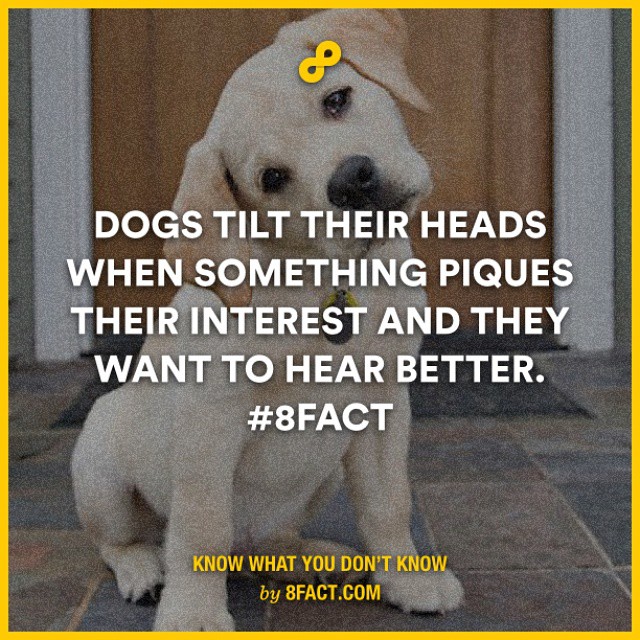 DOGS TILT THEIR HEADS
WHEN SOMETHING PIQUES
THEIR INTEREST AND THEY
WANT TO HEAR BETTER.
#8FACT
KNOW WHAT YOU DON'T KNOW
by 8FACT.COM